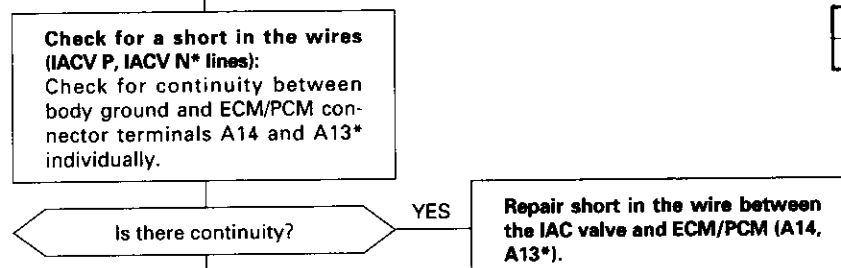 Check for a short in the wires
(IACV P, IACV N* lines):
Check for continuity between
body ground and ECM/PCM con-
nector terminals A14 and A13*
individually.
Is there continuity?
YES
Repair short in the wire between
the IAC valve and ECM/PCM (A14,
A13*).